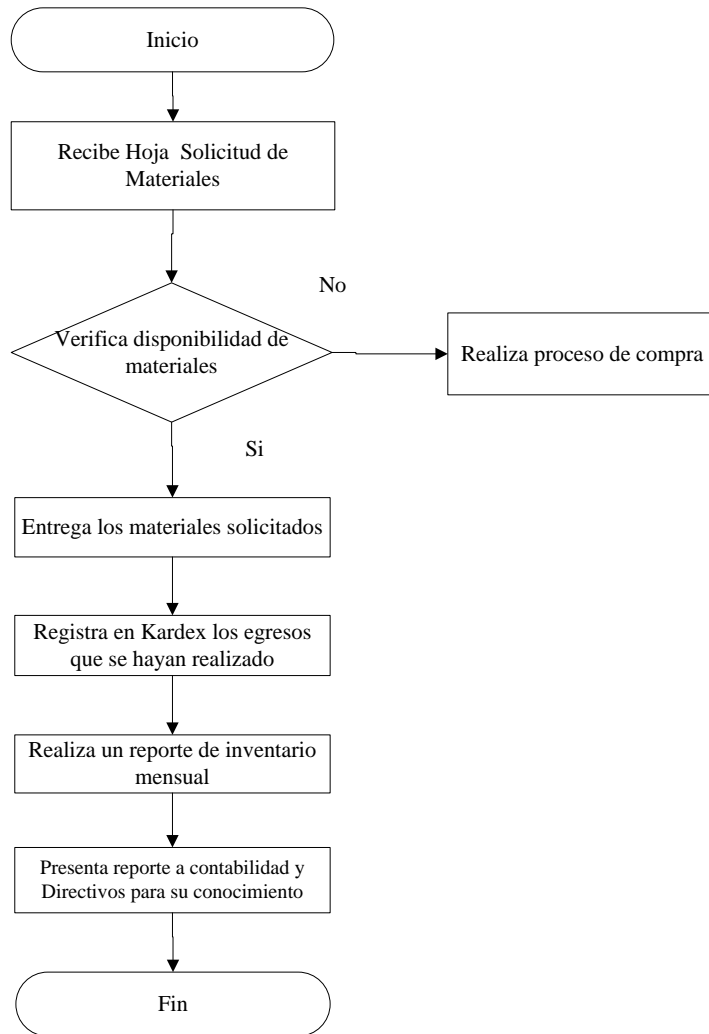 Inicio
Recibe Hoja Solicitud de
Materiales
No
Verifica disponibilidad de
materiales
Realiza proceso de compra
Si
Entrega los materiales solicitados
Registra en Kardex los egresos
que se hayan realizado
Realiza un reporte de inventario
mensual
Presenta reporte a contabilidad y
Directivos para su conocimiento
Fin